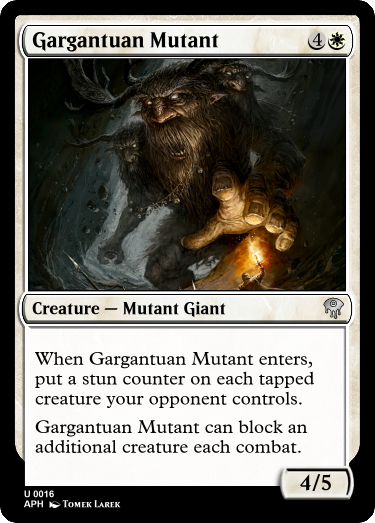 Gargantuan Mutant 4
Creature — Mutant Giant
When Gargantuan Mutant enters,
put a stun counter on each tapped
creature your opponent controls.
Gargantuan Mutant can block an
additional creature each combat.
4/5
U 0016
APH Tomek Larek